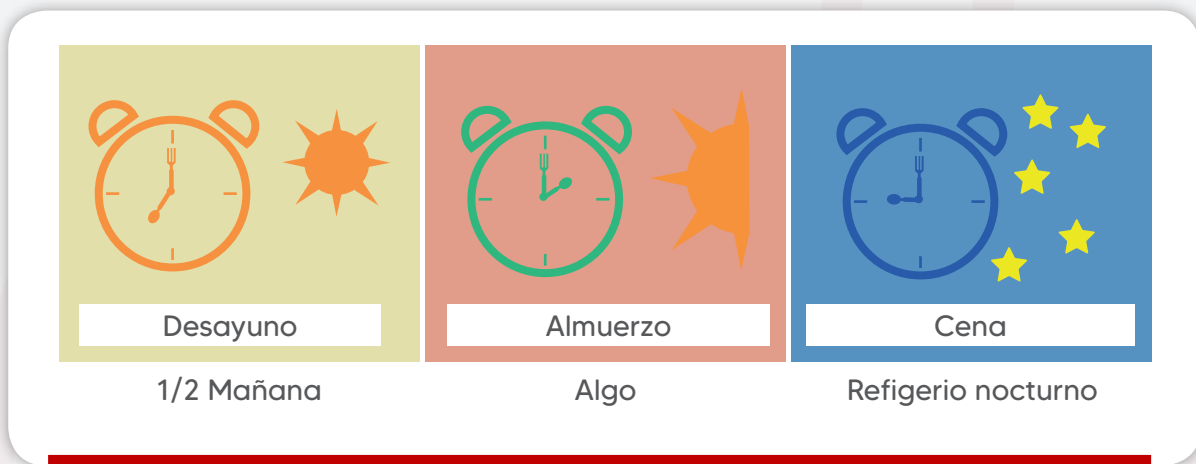 Desayuno
Almuerzo
Cena
1/2 Mañana
Algo
Refigerio nocturno